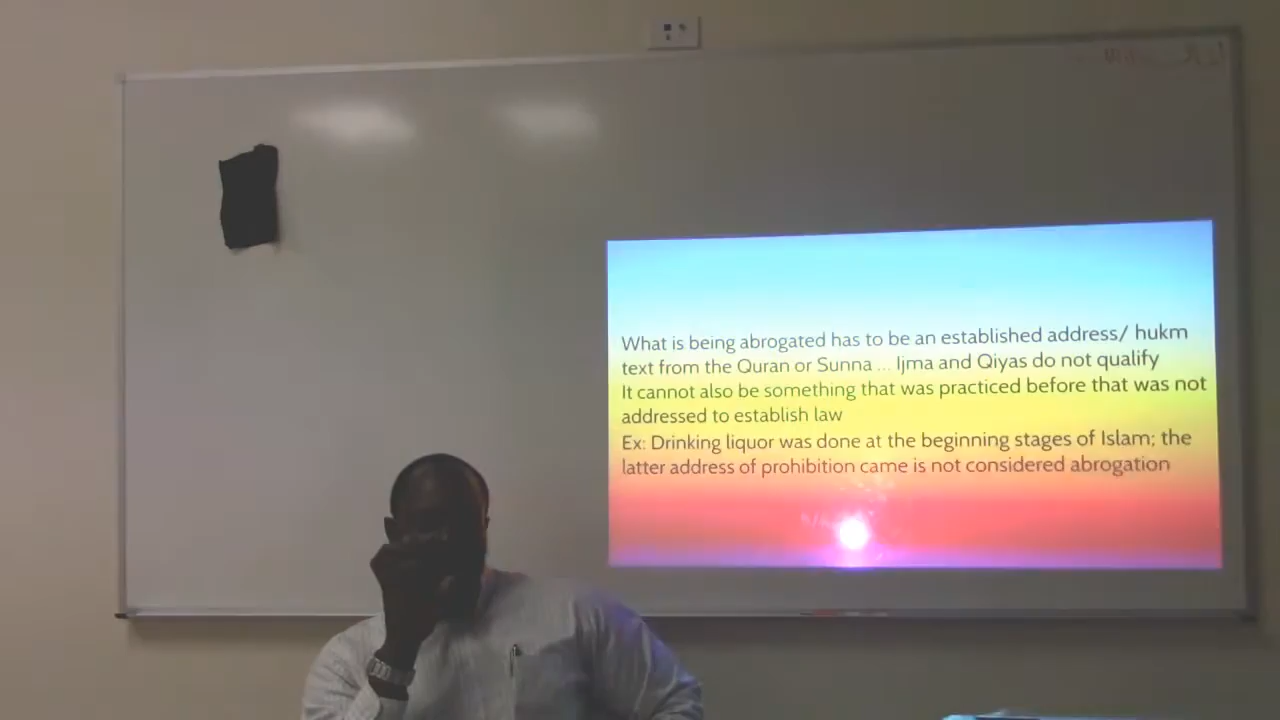 What is being abrogated has to be an established address/ hukm
text from the Quran or Sunna ... Ijma and Qiyas do not qualify
It cannot also be something that was practiced before that was not
addressed to establish law
Ex: Drinking liquor was done at the beginning stages of Islam; the
latter address of prohibition came is not considered abrogation